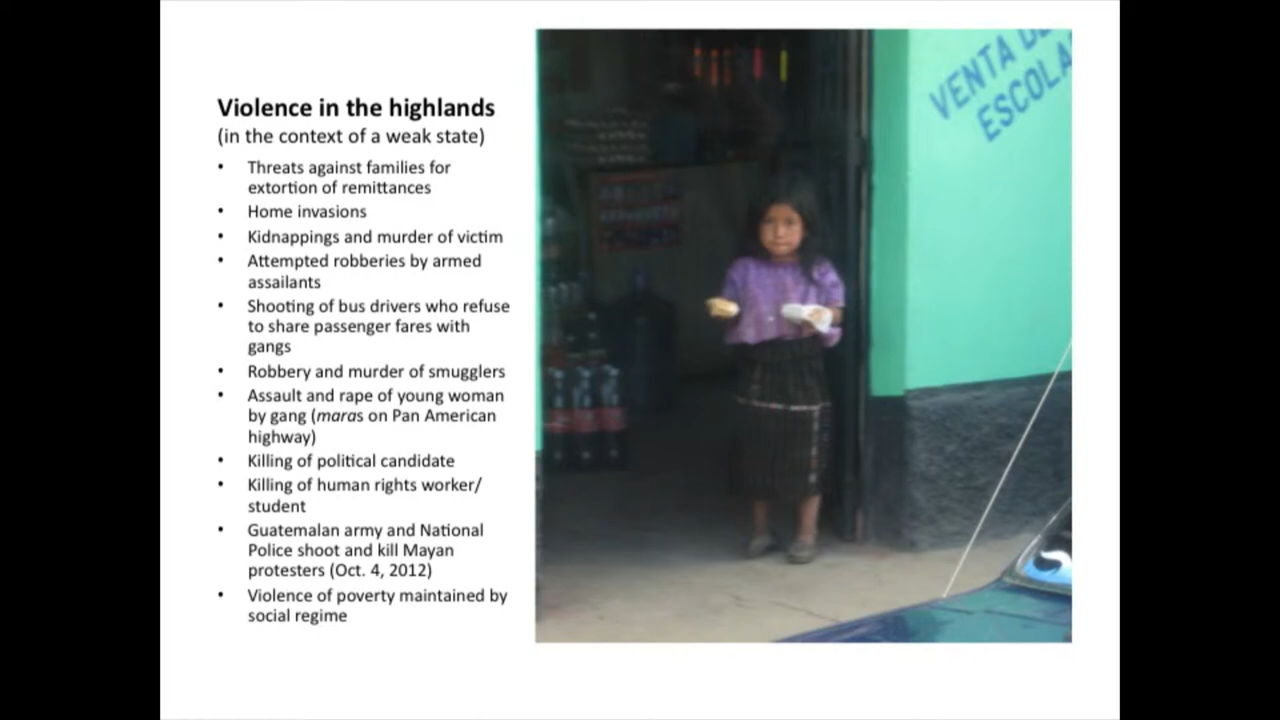 Violence in the highlands
(in the context of a weak state)
• Threats against families for
extortion of remittances
• Home invasions
• Kidnappings and murder of victim
• Attempted robberies by armed
assailants
• Shooting of bus drivers who refuse
to share passenger fares with
gangs
• Robbery and murder of smugglers
• Assault and rape of young woman
by gang (maras on Pan American
highway)
• Killing of political candidate
• Killing of human rights worker/
student
• Guatemalan army and National
Police shoot and kill Mayan
protesters (Oct. 4, 2012)
• Violence of poverty maintained by
social regime
VENTA DE
ESCOLA